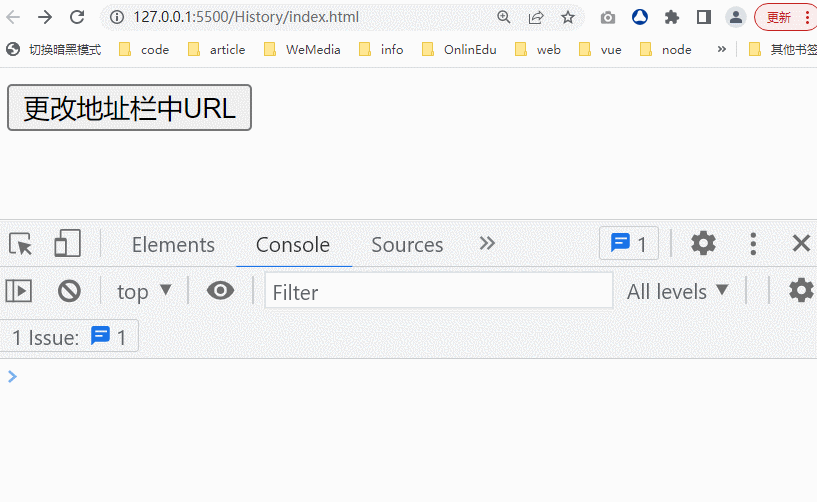 127.0.0.1:5500/History/index.html 更新
切换暗黑模式 code article WeMedia info OnlinEdu web vue node » 其他书签
更改地址栏中URL
Elements Console Sources » 1
top Filter All levels
1 Issue: 1
>